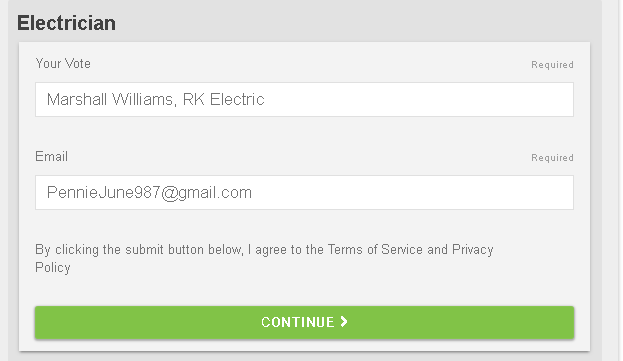 Electrician
Your Vote
Required
Marshall Williams, RK Electric
Email
Required
PennieJune987@gmail.com
By clicking the submit button below, I agree to the Terms of Service and Privacy
Policy
CONTINUE